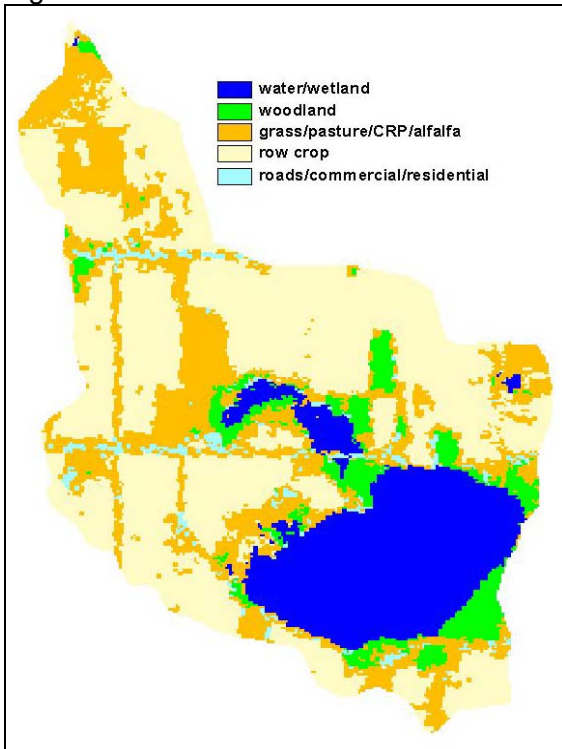 water/wetland
woodland
grass/pasture/CRP/alfalfa
row crop
roads/commercial/residential